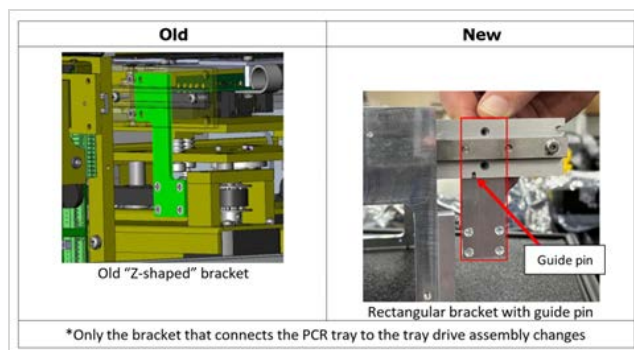 Old
New
Old "Z-shaped" bracket
Guide pin
Rectangular bracket with guide pin
*Only the bracket that connects the PCR tray to the tray drive assembly changes